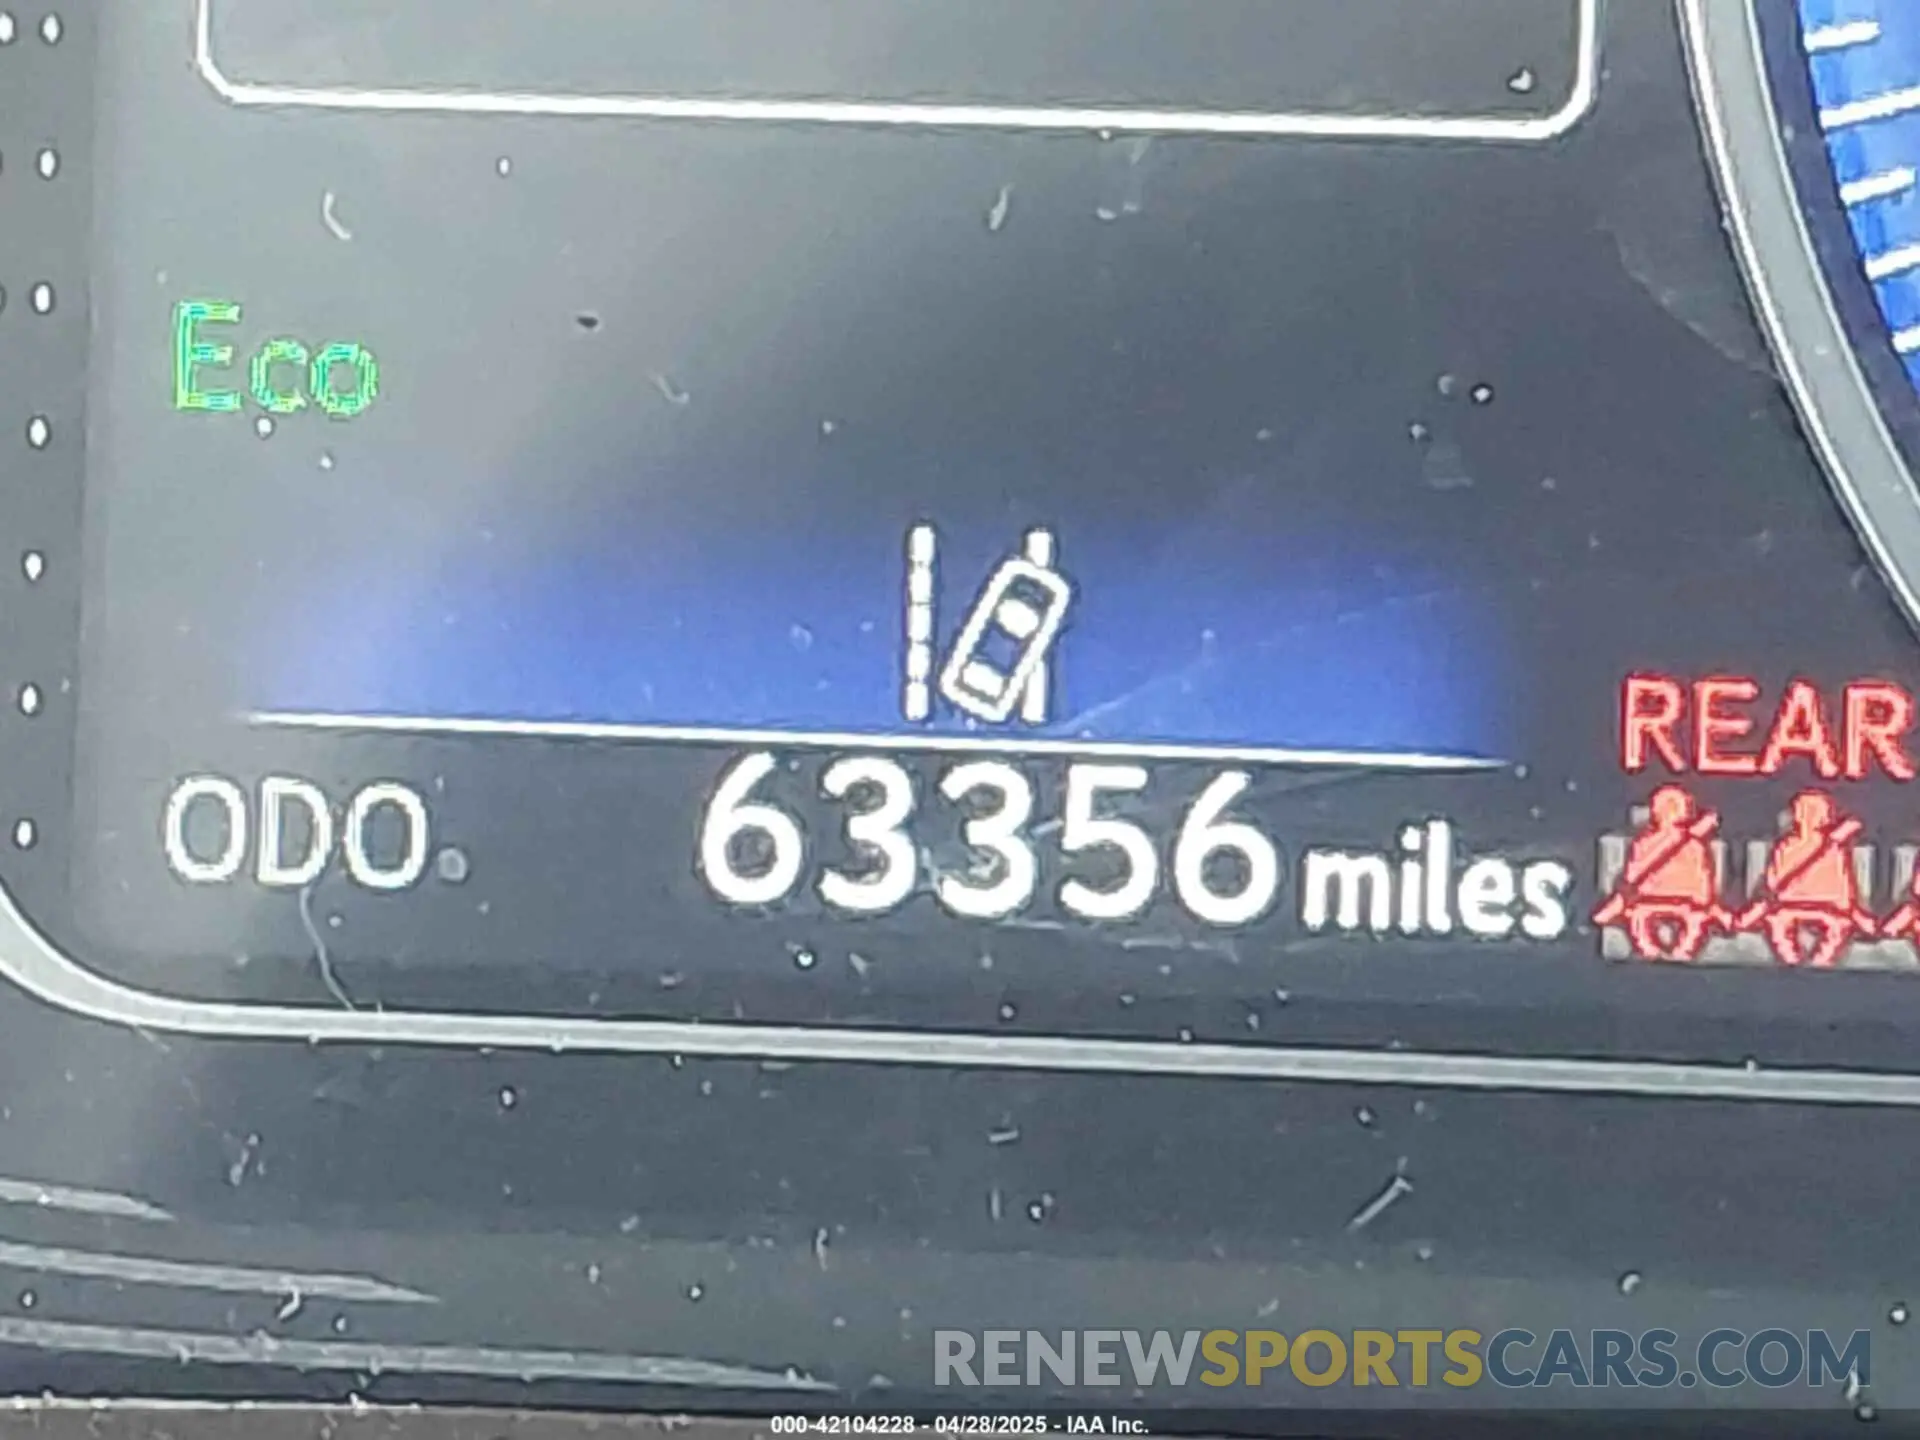 Eco
REAR
ODO
63356 miles
RENEWSPORTSCARS.COM
000-42104228 - 04/28/2025 - IAA Inc.